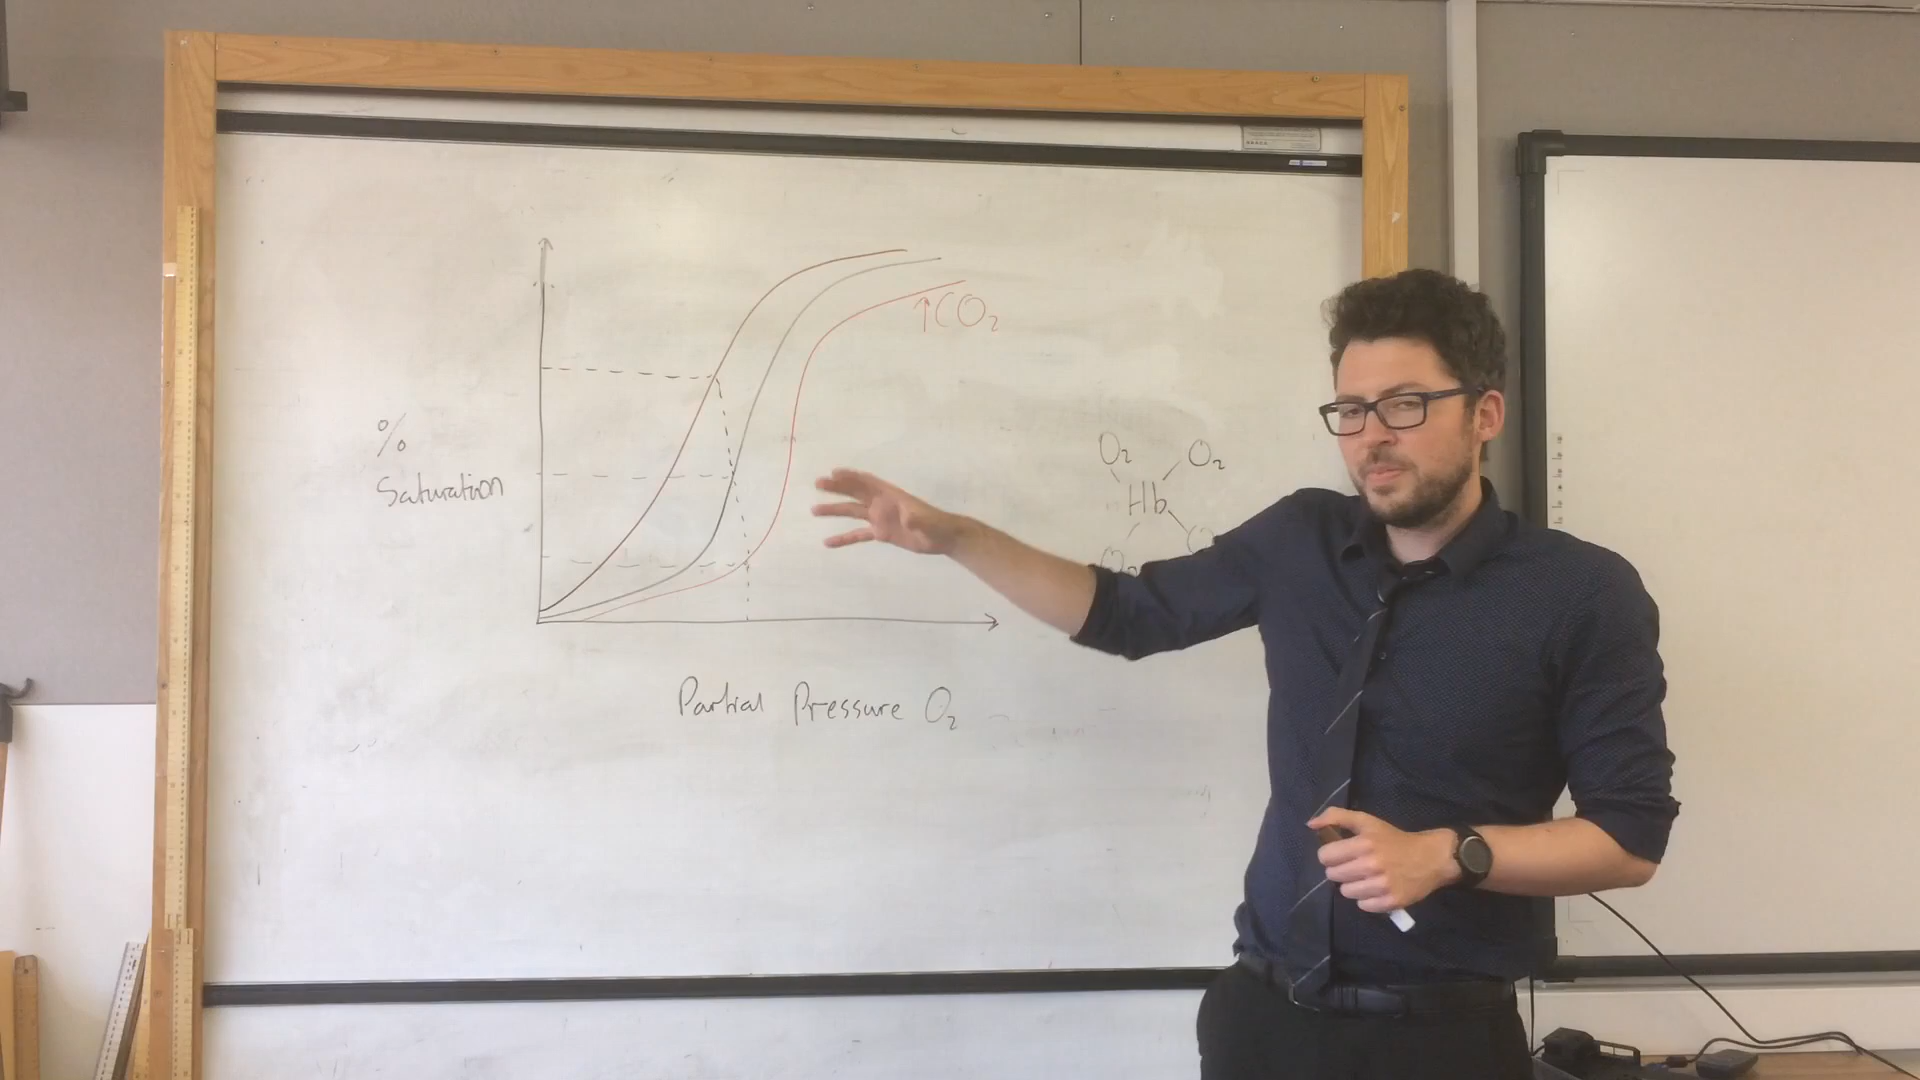 %
Saturation
↑CO₂
Partial Pressure O₂
O₂ O₂
Hb